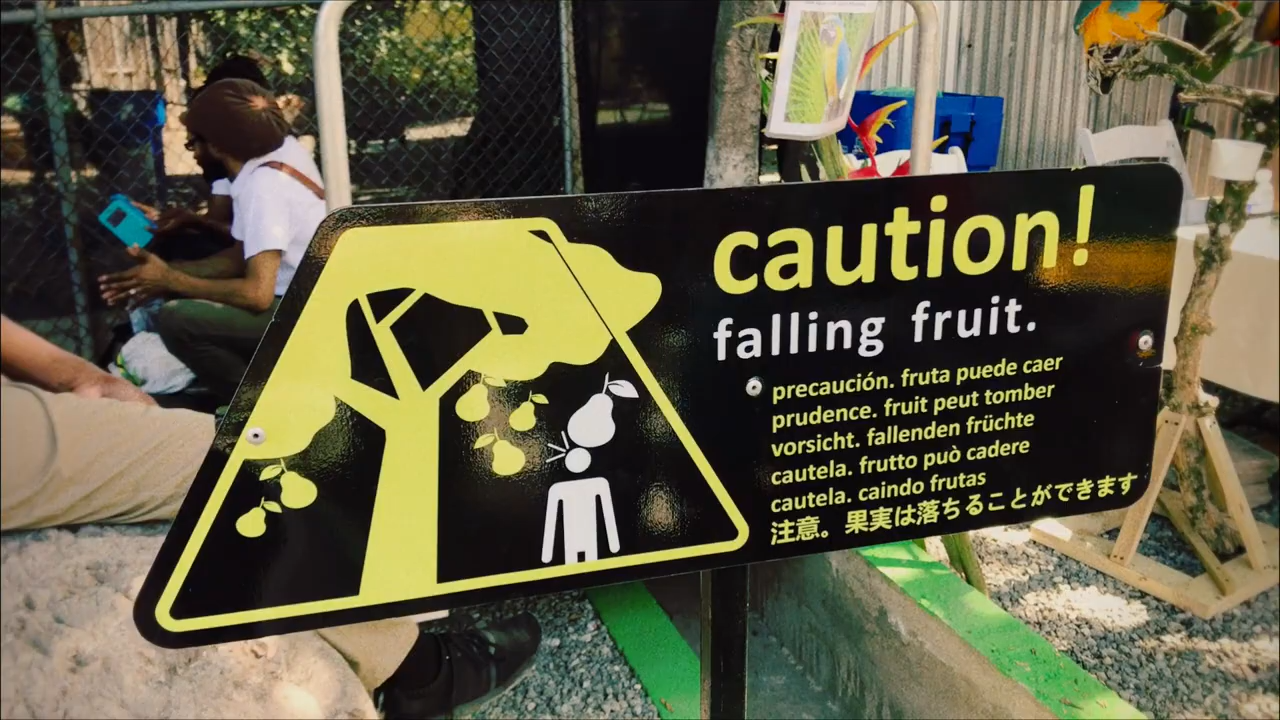 caution!
falling fruit.
precaución. fruta puede caer
prudence. fruit peut tomber
vorsicht. fallenden früchte
cautela. frutto può cadere
cautela. caindo frutas
注意。果実は落ちることができます